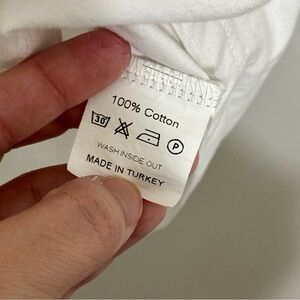 100% Cotton
30 P
WASH INSIDE OUT
MADE IN TURKEY